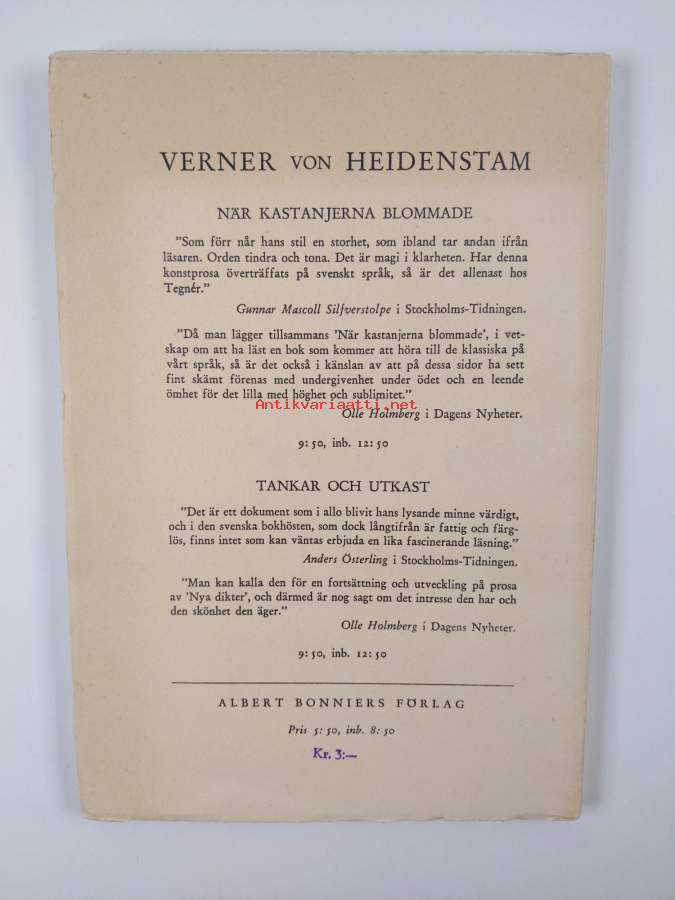 VERNER VON HEIDENSTAM
NÄR KASTANJERNA BLOMMADE
"Som förr når hans stil en storhet, som ibland tar andan ifrån
läsaren. Orden tindra och tona. Det är magi i klarheten. Har denna
konstprosa överträffats på svenskt språk, så är det allenast hos
Tegnér."
Gunnar Mascoll Silfverstolpe i Stockholms-Tidningen.
"Då man lägger tillsammans 'När kastanjerna blommade', i vet-
skap om att ha läst en bok som kommer att höra till de klassiska på
vårt språk, så är det också i känslan av att på dessa sidor ha sett
fint skämt förenas med undergivenhet under ödet och en leende
ömhet för det lilla med höghet och sublimitet."
Antikvariaatti.net
Olle Holmberg i Dagens Nyheter.
9: 50, inb. 12: 50
TANKAR OCH UTKAST
"Det är ett dokument som i allo blivit hans lysande minne värdigt,
och i den svenska bokhösten, som dock långtifrån är fattig och färg-
lös, finns intet som kan väntas erbjuda en lika fascinerande läsning."
Anders Österling i Stockholms-Tidningen.
"Man kan kalla den för en fortsättning och utveckling på prosa
av 'Nya dikter', och därmed är nog sagt om det intresse den har och
den skönhet den äger."
Olle Holmberg i Dagens Nyheter.
9: 50, inb. 12: 50
ALBERT BONNIERS FÖRLAG
Pris 5: 50, inb. 8: 50
Kr. 3:—